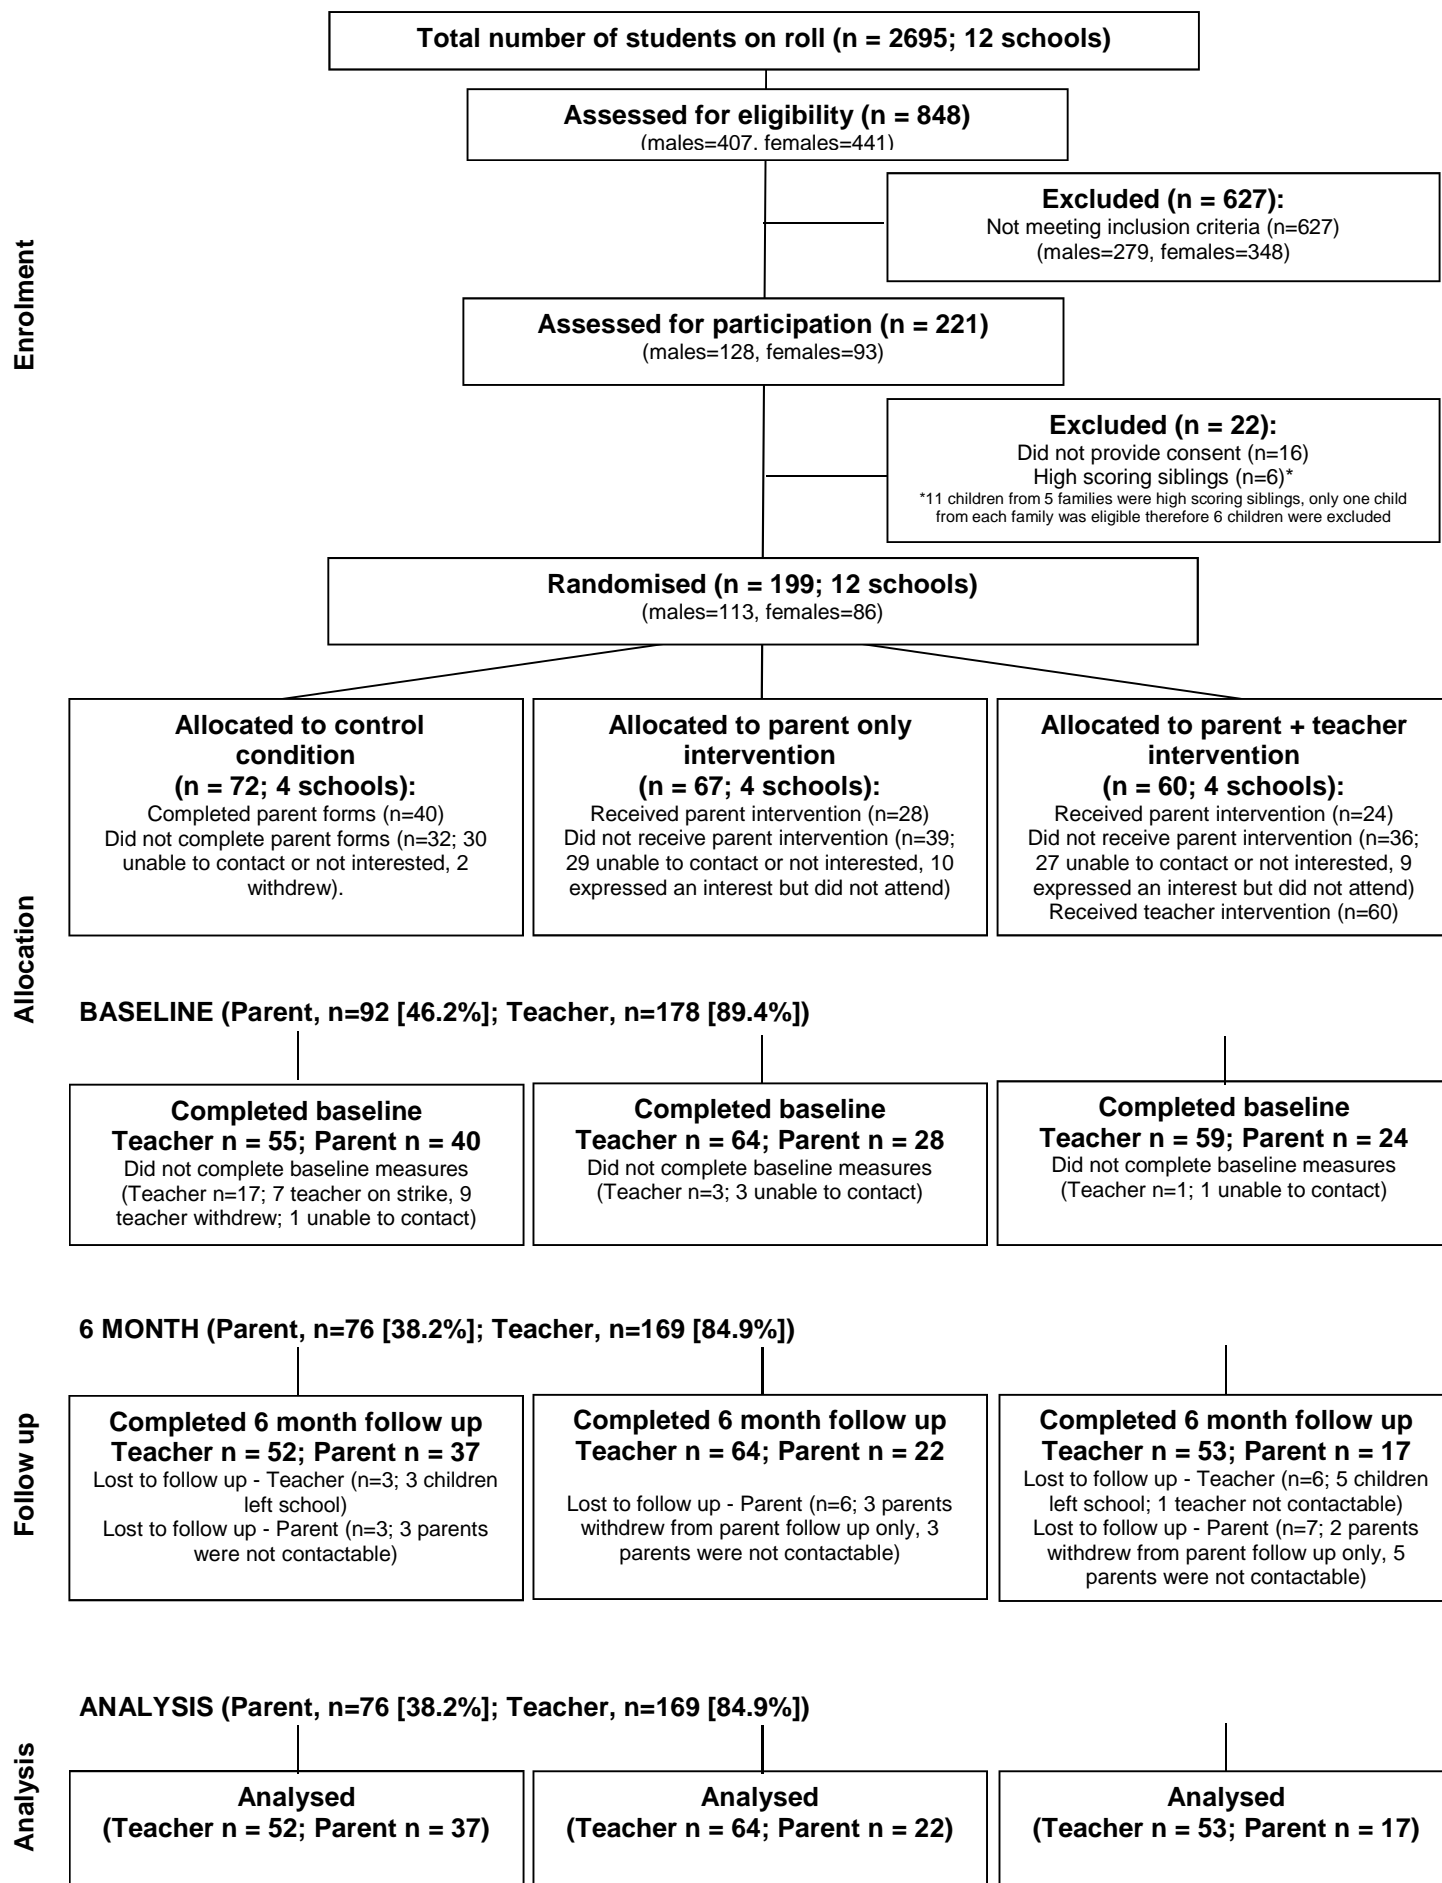 Total number of students on roll (n = 2695; 12 schools)
Assessed for eligibility (n = 848)
(males=407, females=441)
Excluded (n = 627):
Not meeting inclusion criteria (n=627)
(males=279, females=348)
Enrolment
Assessed for participation (n = 221)
(males=128, females=93)
Excluded (n = 22):
Did not provide consent (n=16)
High scoring siblings (n=6)*
*11 children from 5 families were high scoring siblings, only one child
from each family was eligible therefore 6 children were excluded
Randomised (n = 199; 12 schools)
(males=113, females=86)
Allocation
Allocated to control
condition
(n = 72; 4 schools):
Completed parent forms (n=40)
Did not complete parent forms (n=32; 30
unable to contact or not interested, 2
withdrew).
Allocated to parent only
intervention
(n = 67; 4 schools):
Received parent intervention (n=28)
Did not receive parent intervention (n=39;
29 unable to contact or not interested, 10
expressed an interest but did not attend)
Allocated to parent + teacher
intervention
(n = 60; 4 schools):
Received parent intervention (n=24)
Did not receive parent intervention (n=36;
27 unable to contact or not interested, 9
expressed an interest but did not attend)
Received teacher intervention (n=60)
BASELINE (Parent, n=92 [46.2%]; Teacher, n=178 [89.4%])
Completed baseline
Teacher n = 55; Parent n = 40
Did not complete baseline measures
(Teacher n=17; 7 teacher on strike, 9
teacher withdrew; 1 unable to contact)
Completed baseline
Teacher n = 64; Parent n = 28
Did not complete baseline measures
(Teacher n=3; 3 unable to contact)
Completed baseline
Teacher n = 59; Parent n = 24
Did not complete baseline measures
(Teacher n=1; 1 unable to contact)
6 MONTH (Parent, n=76 [38.2%]; Teacher, n=169 [84.9%])
Follow up
Completed 6 month follow up
Teacher n = 52; Parent n = 37
Lost to follow up - Teacher (n=3; 3 children
left school)
Lost to follow up - Parent (n=3; 3 parents
were not contactable)
Completed 6 month follow up
Teacher n = 64; Parent n = 22
Lost to follow up - Parent (n=6; 3 parents
withdrew from parent follow up only, 3
parents were not contactable)
Completed 6 month follow up
Teacher n = 53; Parent n = 17
Lost to follow up - Teacher (n=6; 5 children
left school; 1 teacher not contactable)
Lost to follow up - Parent (n=7; 2 parents
withdrew from parent follow up only, 5
parents were not contactable)
ANALYSIS (Parent, n=76 [38.2%]; Teacher, n=169 [84.9%])
Analysis
Analysed
(Teacher n = 52; Parent n = 37)
Analysed
(Teacher n = 64; Parent n = 22)
Analysed
(Teacher n = 53; Parent n = 17)